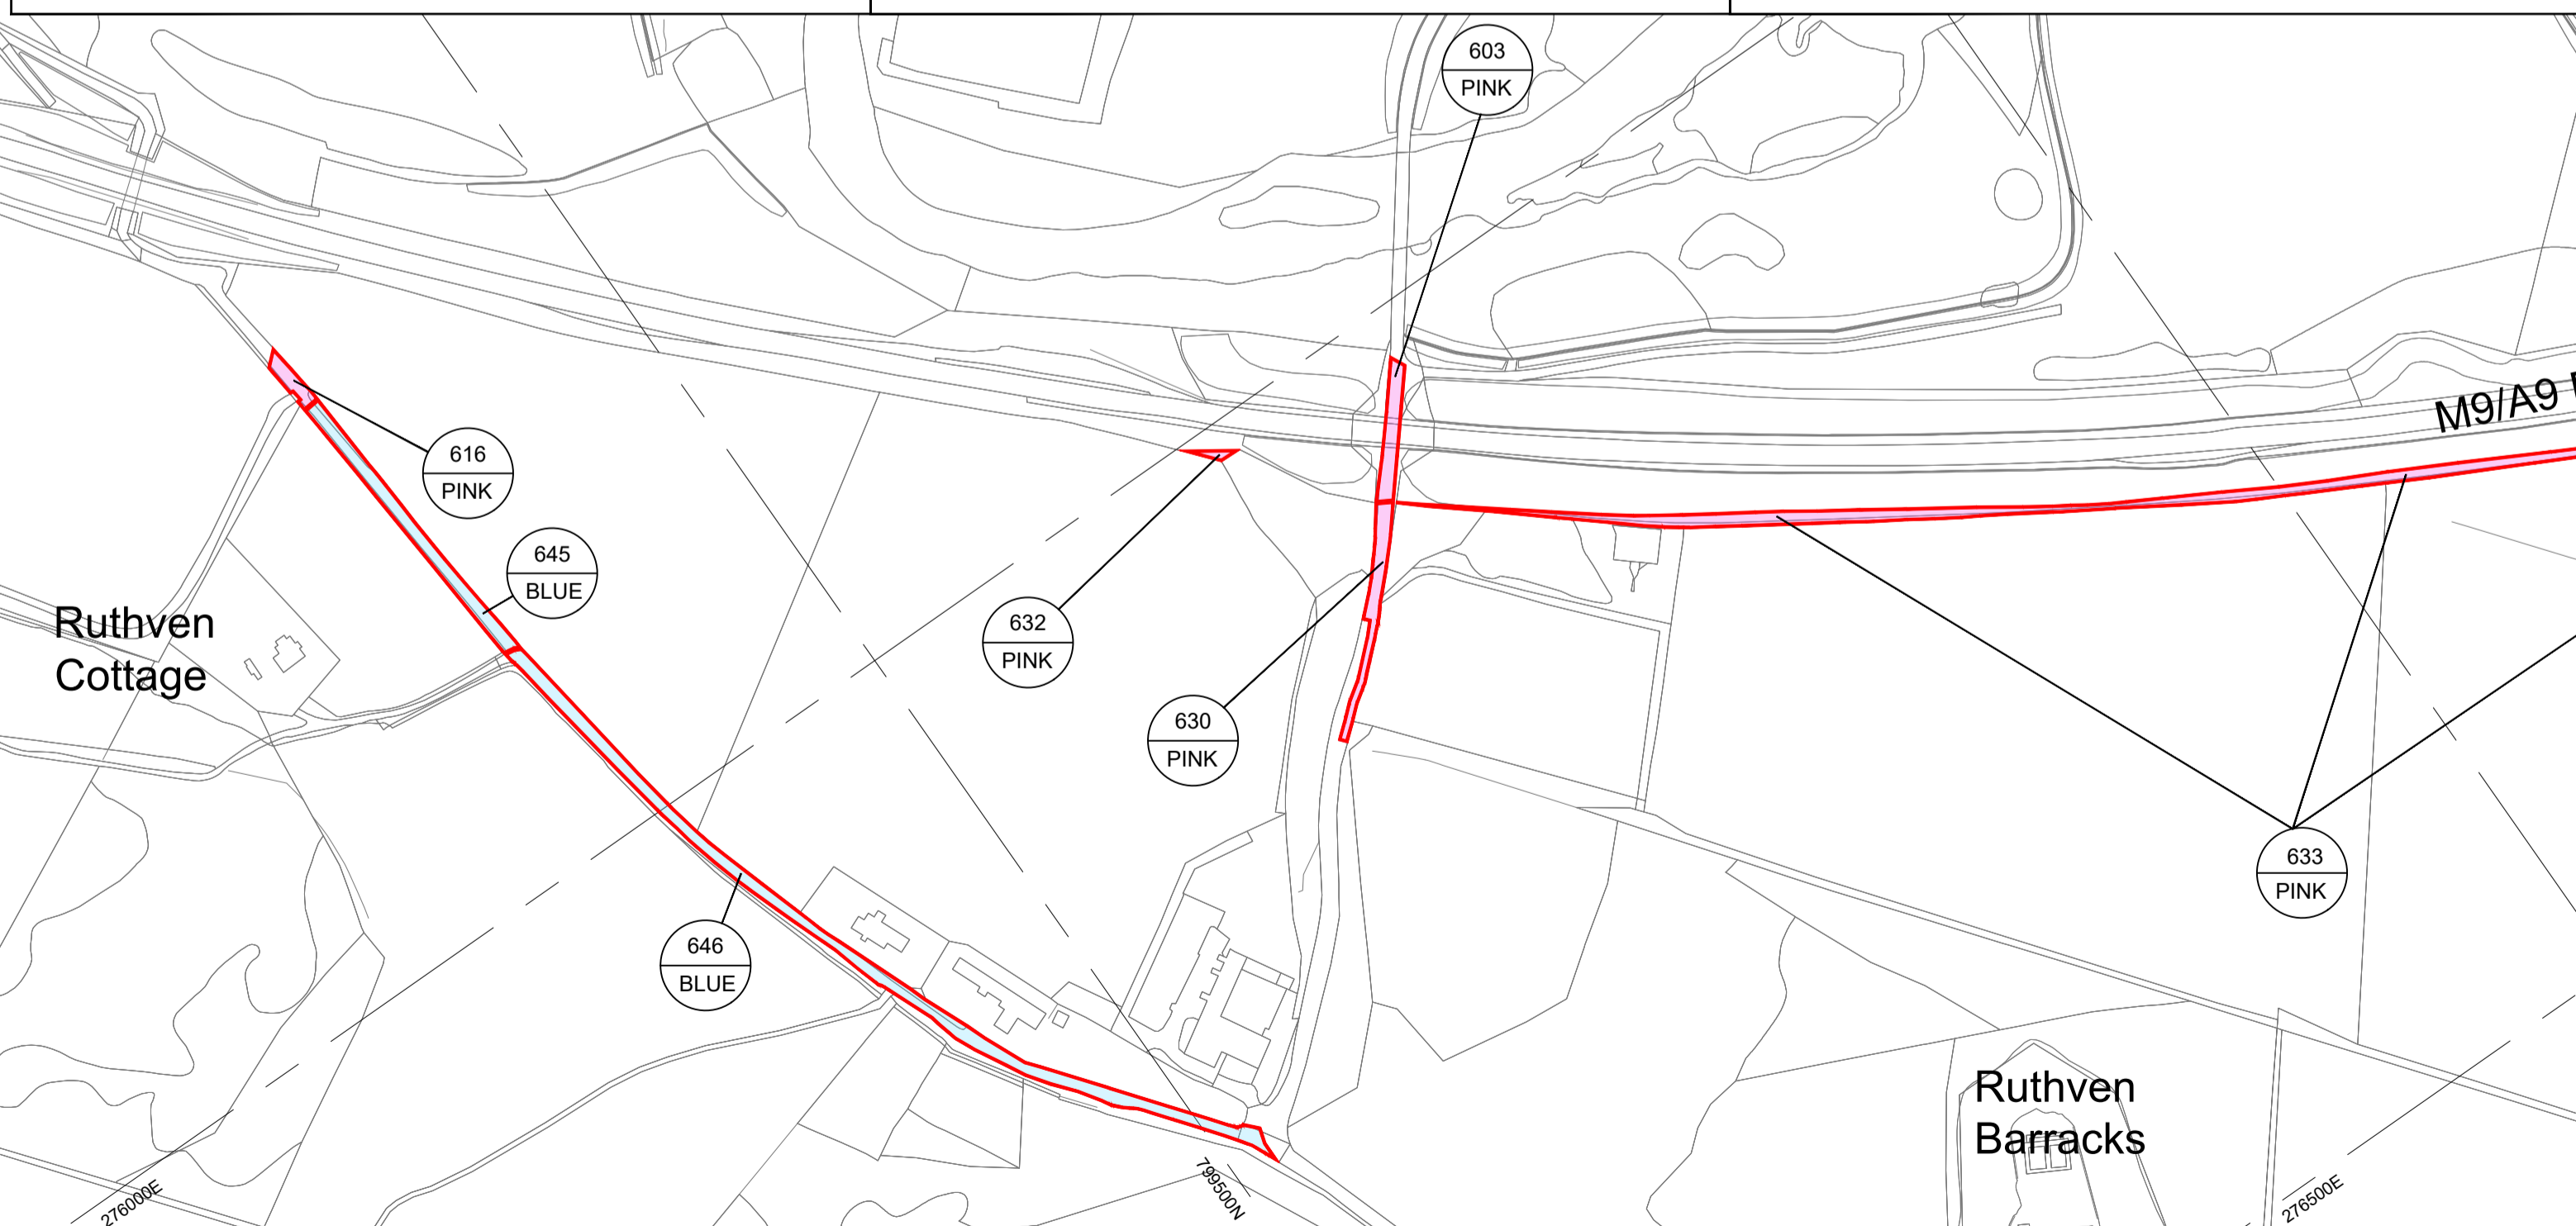 603
PINK
M9/A9
616
PINK
645
BLUE
Ruthven
Cottage
632
PINK
630
PINK
633
PINK
646
BLUE
Ruthven
Barracks
276000E
799500N
276500E